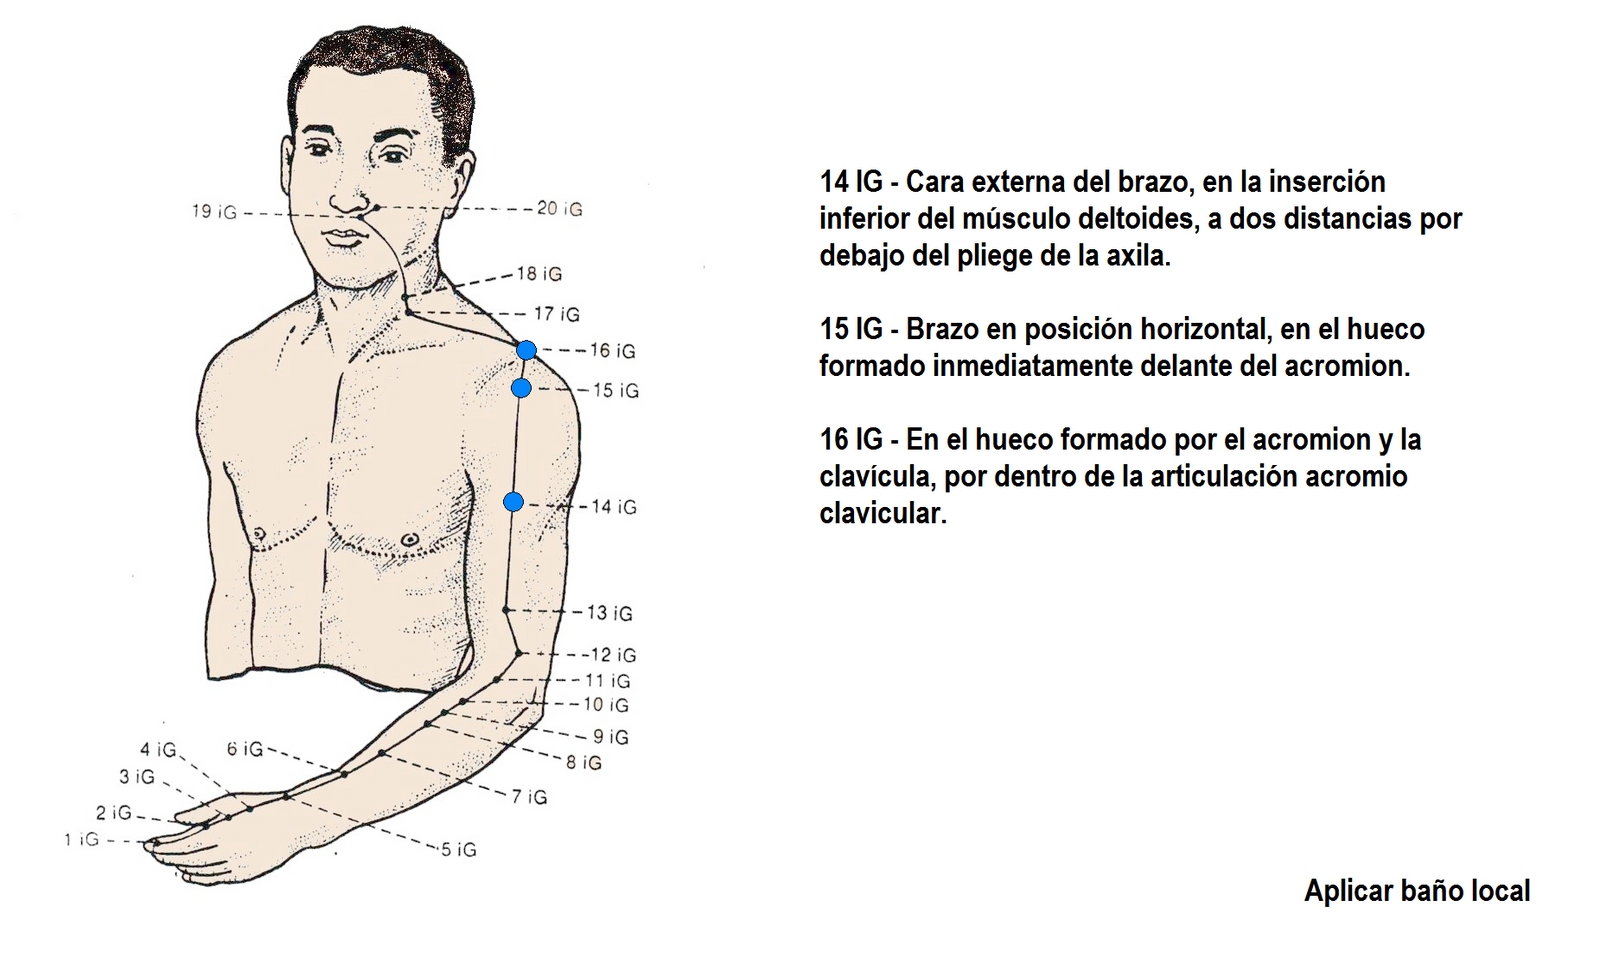 19 iG
20 iG
18 iG
17 iG
16 iG
15 iG
14 iG
13 iG
12 iG
11 iG
10 iG
9 iG
8 iG
7 iG
6 iG
5 iG
4 iG
3 iG
2 iG
1 iG
14 IG - Cara externa del brazo, en la inserción
inferior del músculo deltoides, a dos distancias por
debajo del pliege de la axila.
15 IG - Brazo en posición horizontal, en el hueco
formado inmediatamente delante del acromion.
16 IG - En el hueco formado por el acromion y la
clavícula, por dentro de la articulación acromio
clavicular.
Aplicar baño local